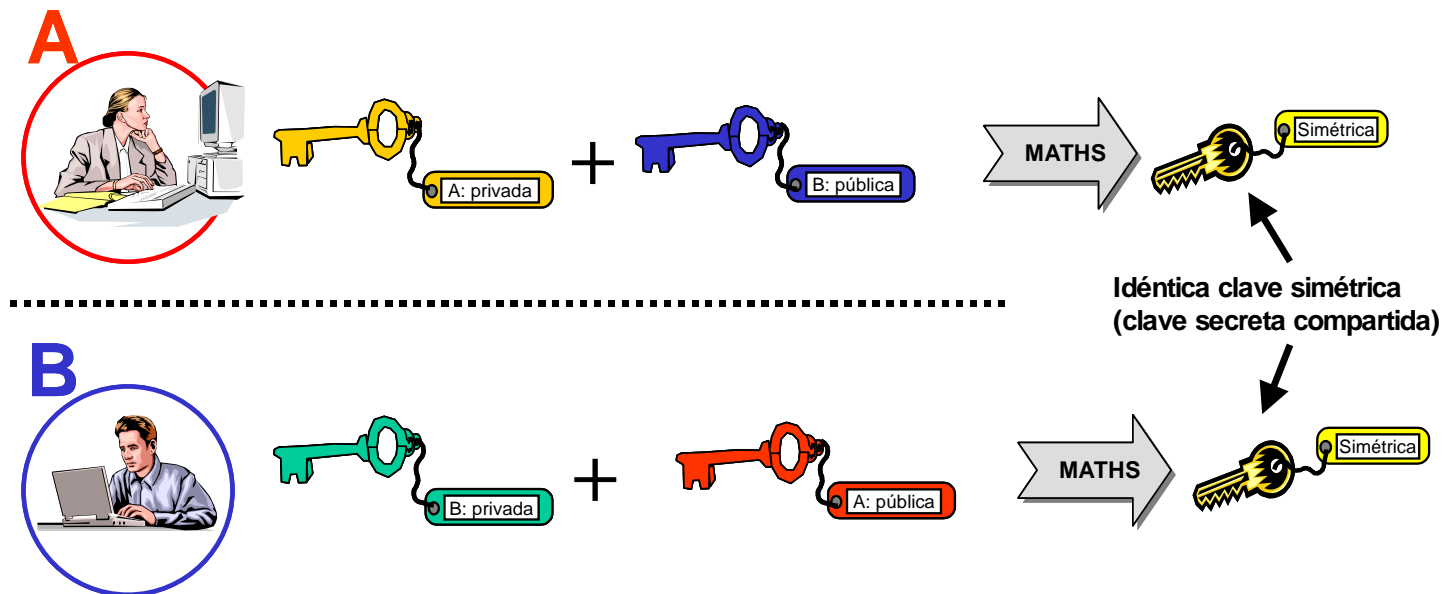 A
A: privada
B: pública
MATHS
Simétrica
Idéntica clave simétrica
(clave secreta compartida)
B
B: privada
A: pública
MATHS
Simétrica